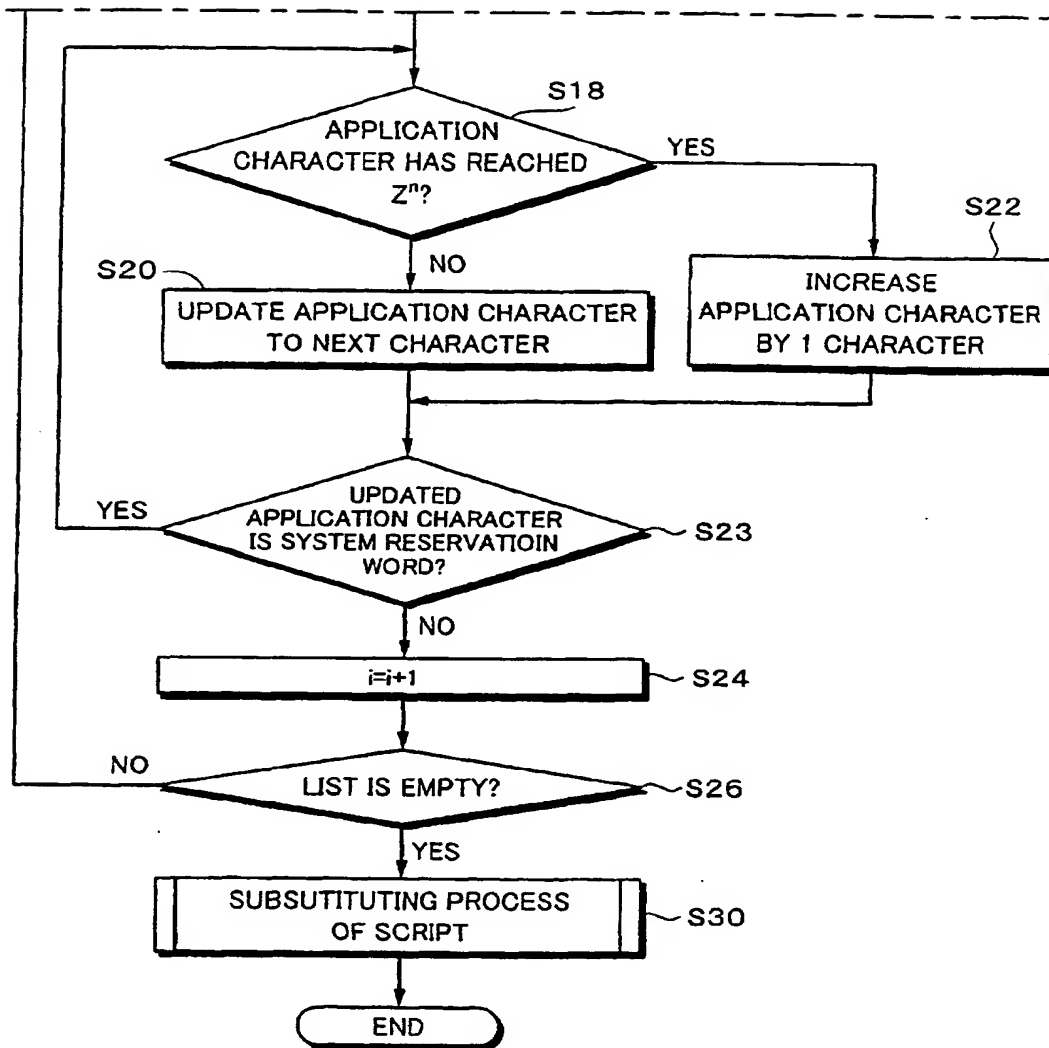 S18
APPLICATION
CHARACTER HAS REACHED
Zⁿ?
YES
S22
INCREASE
APPLICATION CHARACTER
BY 1 CHARACTER
NO
S20
UPDATE APPLICATION CHARACTER
TO NEXT CHARACTER
YES
UPDATED
APPLICATION CHARACTER
IS SYSTEM RESERVATIOIN
WORD?
S23
NO
i=i+1
S24
NO
LIST IS EMPTY?
S26
YES
SUBSUTITUTING PROCESS
OF SCRIPT
S30
END